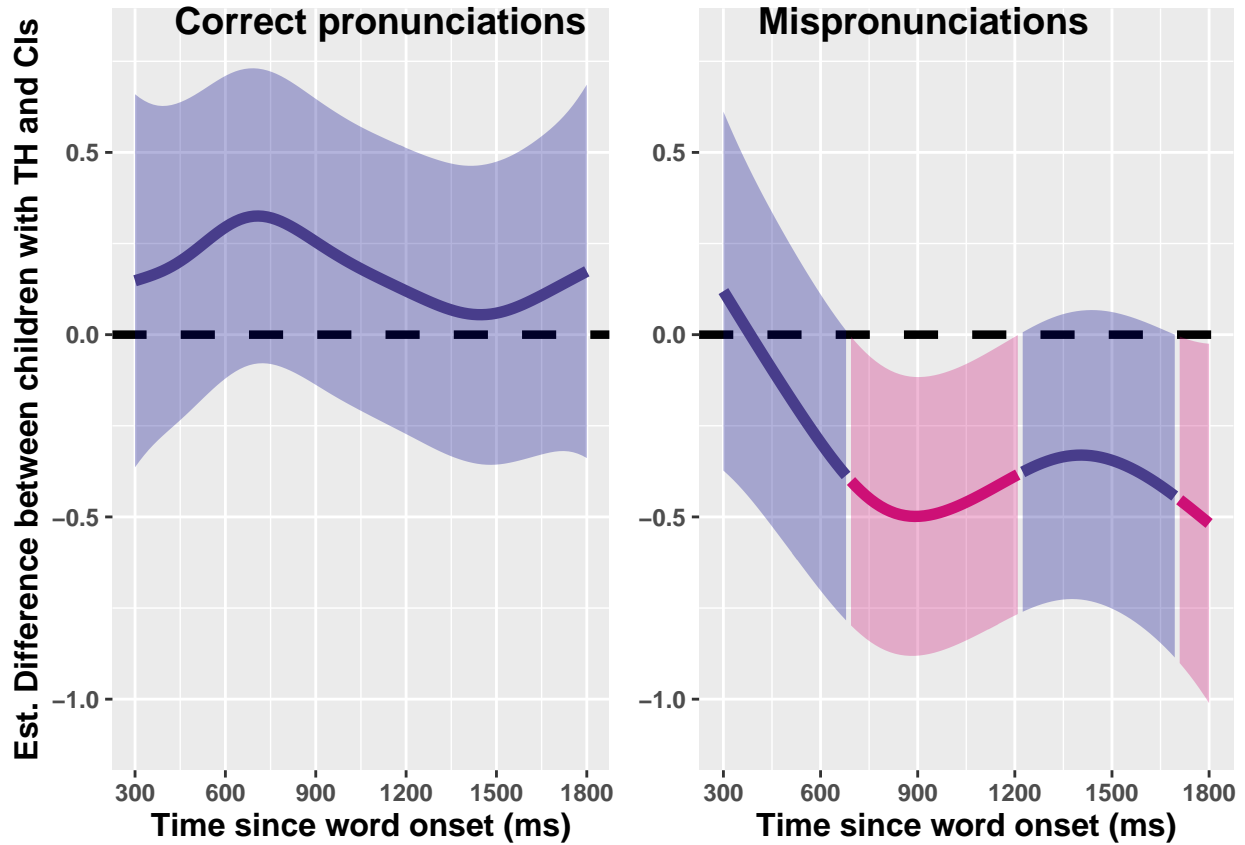 Correct pronunciations
Mispronunciations
Est. Difference between children with TH and CIs
0.5
0.0
−0.5
−1.0
300 600 900 1200 1500 1800
Time since word onset (ms)
0.5
0.0
−0.5
−1.0
300 600 900 1200 1500 1800
Time since word onset (ms)